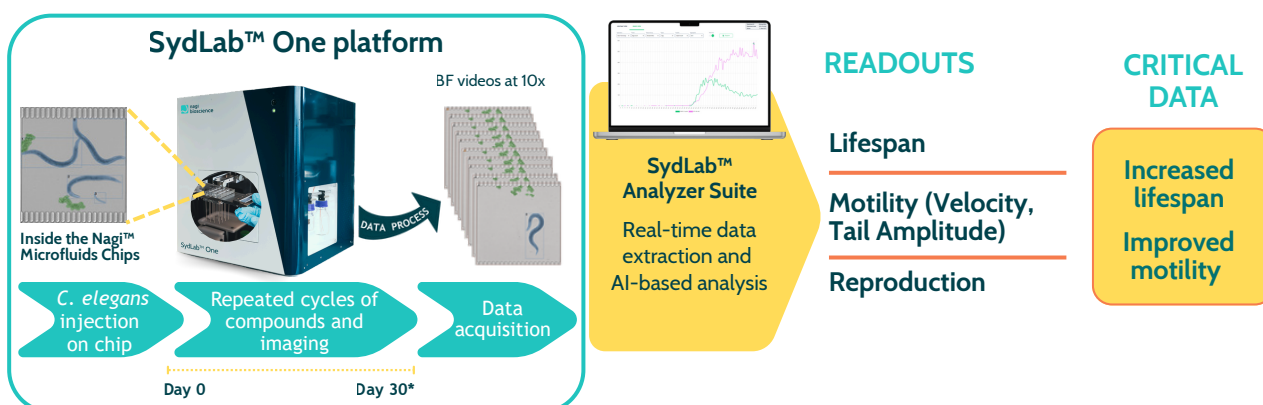 SydLab™ One platform
BF videos at 10x
nagi
bioscience
SydLab™ One
DATA PROCESS
Inside the Nagi™
Microfluids Chips
C. elegans
injection
on chip
Repeated cycles of
compounds and
imaging
Data
acquisition
Day 0
Day 30*
SydLab™
Analyzer Suite
Real-time data
extraction and
AI-based analysis
READOUTS
Lifespan
Motility (Velocity,
Tail Amplitude)
Reproduction
CRITICAL
DATA
Increased
lifespan
Improved
motility